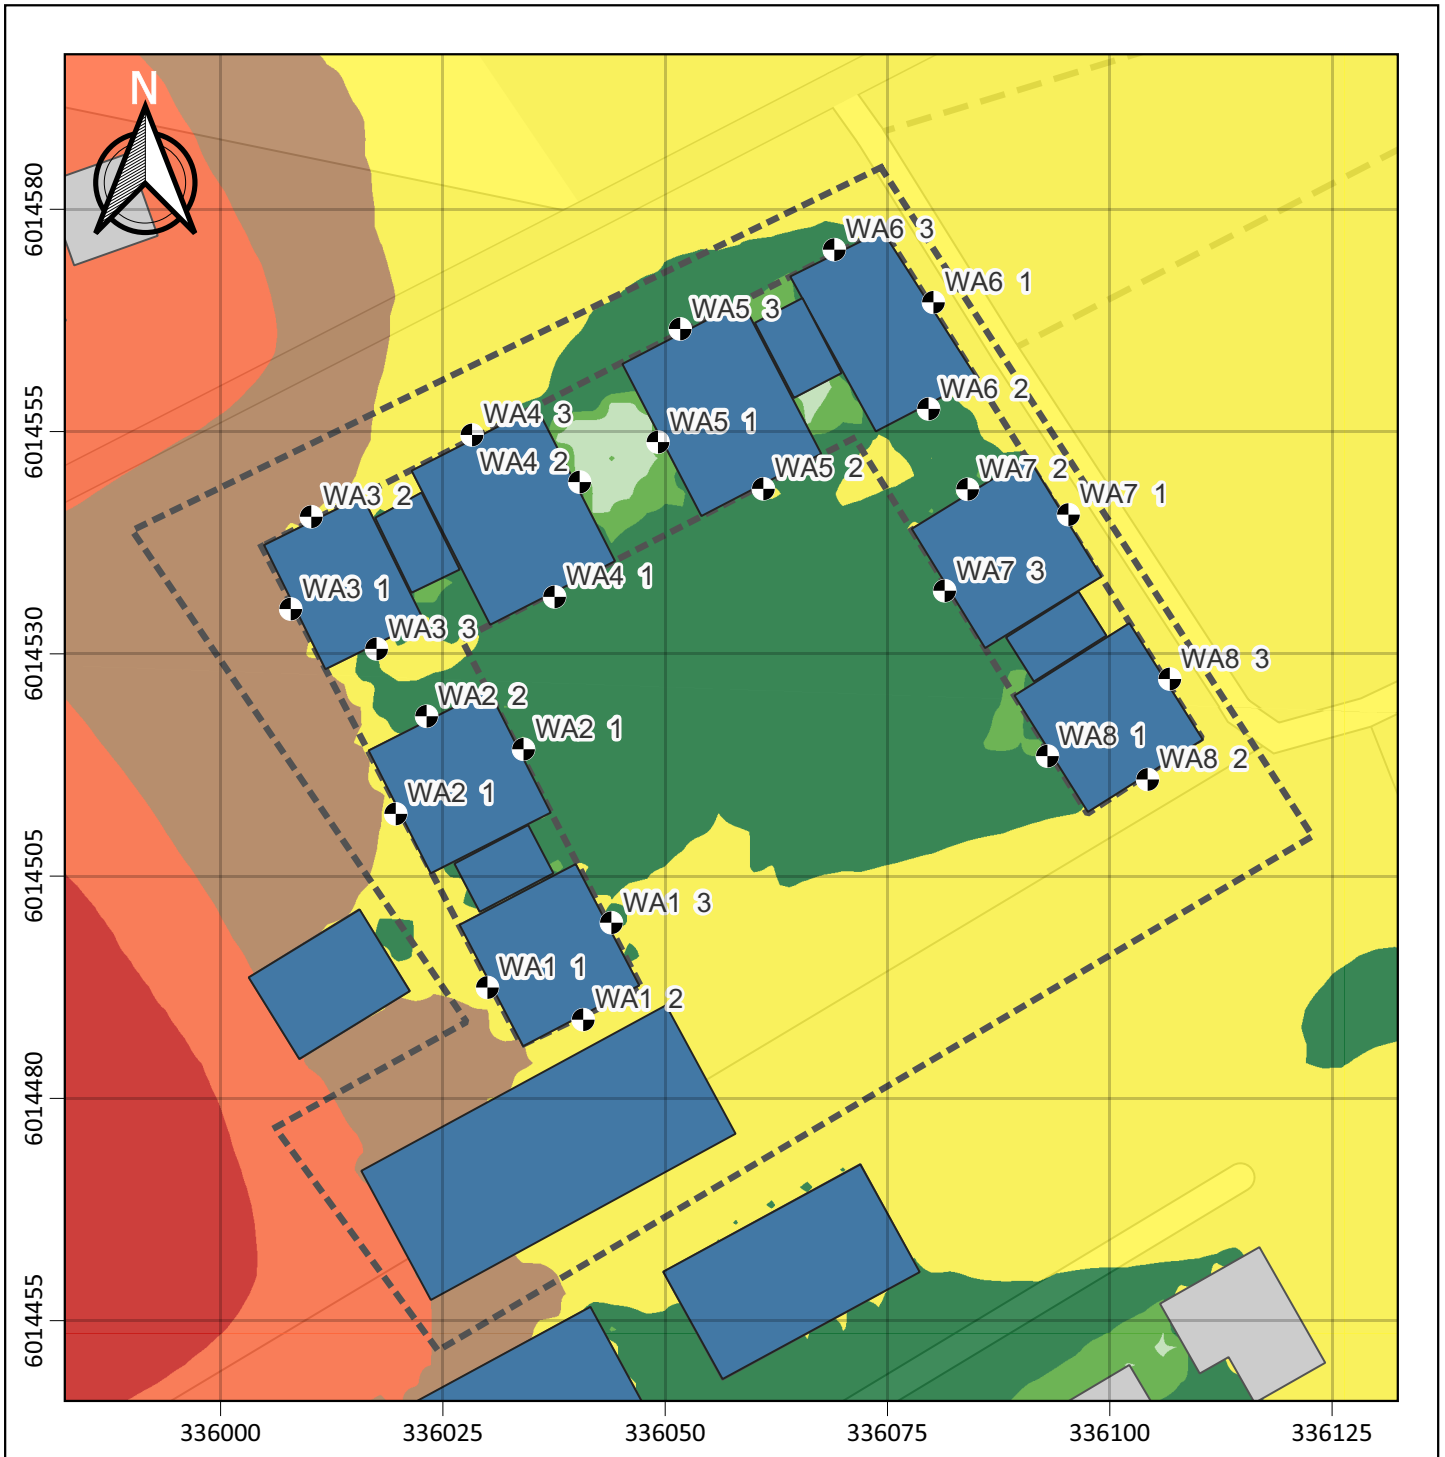 N
6014580
6014555
6014530
6014505
6014480
6014455
WA6 3
WA6 1
WA5 3
WA6 2
WA4 3
WA5 1
WA4 2
WA5 2
WA7 2
WA3 2
WA7 1
WA7 3
WA4 1
WA3 1
WA3 3
WA8 3
WA2 2
WA2 1
WA8 1
WA8 2
WA2 1
WA1 3
WA1 1
WA1 2
336000 336025 336050 336075 336100 336125